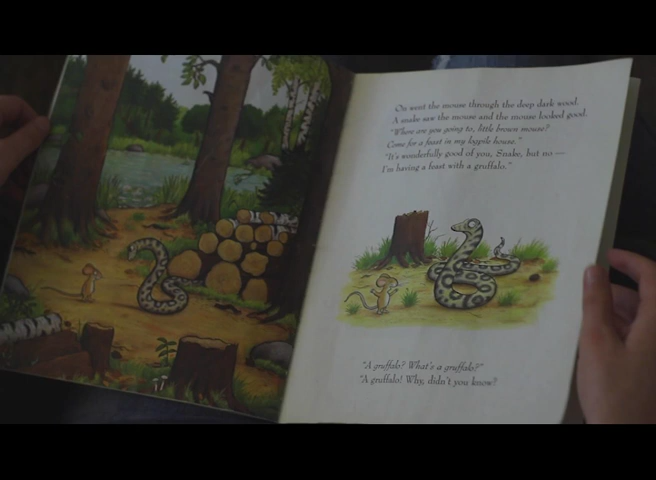 On went the mouse through the deep dark wood.
A snake saw the mouse and the mouse looked good.
"Where are you going to, little brown mouse?
Come for a feast in my logpile house."
"It's wonderfully good of you, Snake, but no —
I'm having a feast with a gruffalo."
"A gruffalo? What's a gruffalo?"
"A gruffalo! Why, didn't you know?